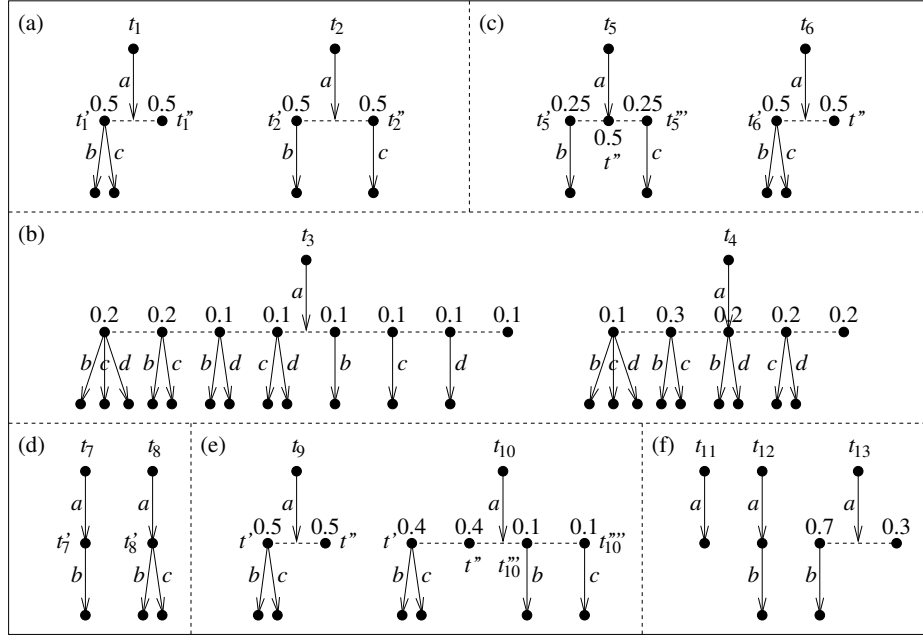 (a) t1 t2 (c) t5 t6
a a a a
0.5 0.5 0.5 0.5 0.25 0.25 0.5 0.5
t1' t1'' t2' t2'' t5' 0.5 t5''' t6' t''
b c b c b t'' c b c
(b) t3 t4
a a
0.2 0.2 0.1 0.1 0.1 0.1 0.1 0.1 0.1 0.3 0.2 0.2 0.2
b c d b c b d c d b c d b c d b c b d c d
(d) t7 t8 (e) t9 t10 (f) t11 t12 t13
a a a a a a a
0.5 0.5 0.4 0.4 0.1 0.1 0.7 0.3
t7' t8' t' t'' t' t'' t10''' t10''''
b b c b c b c b c b b